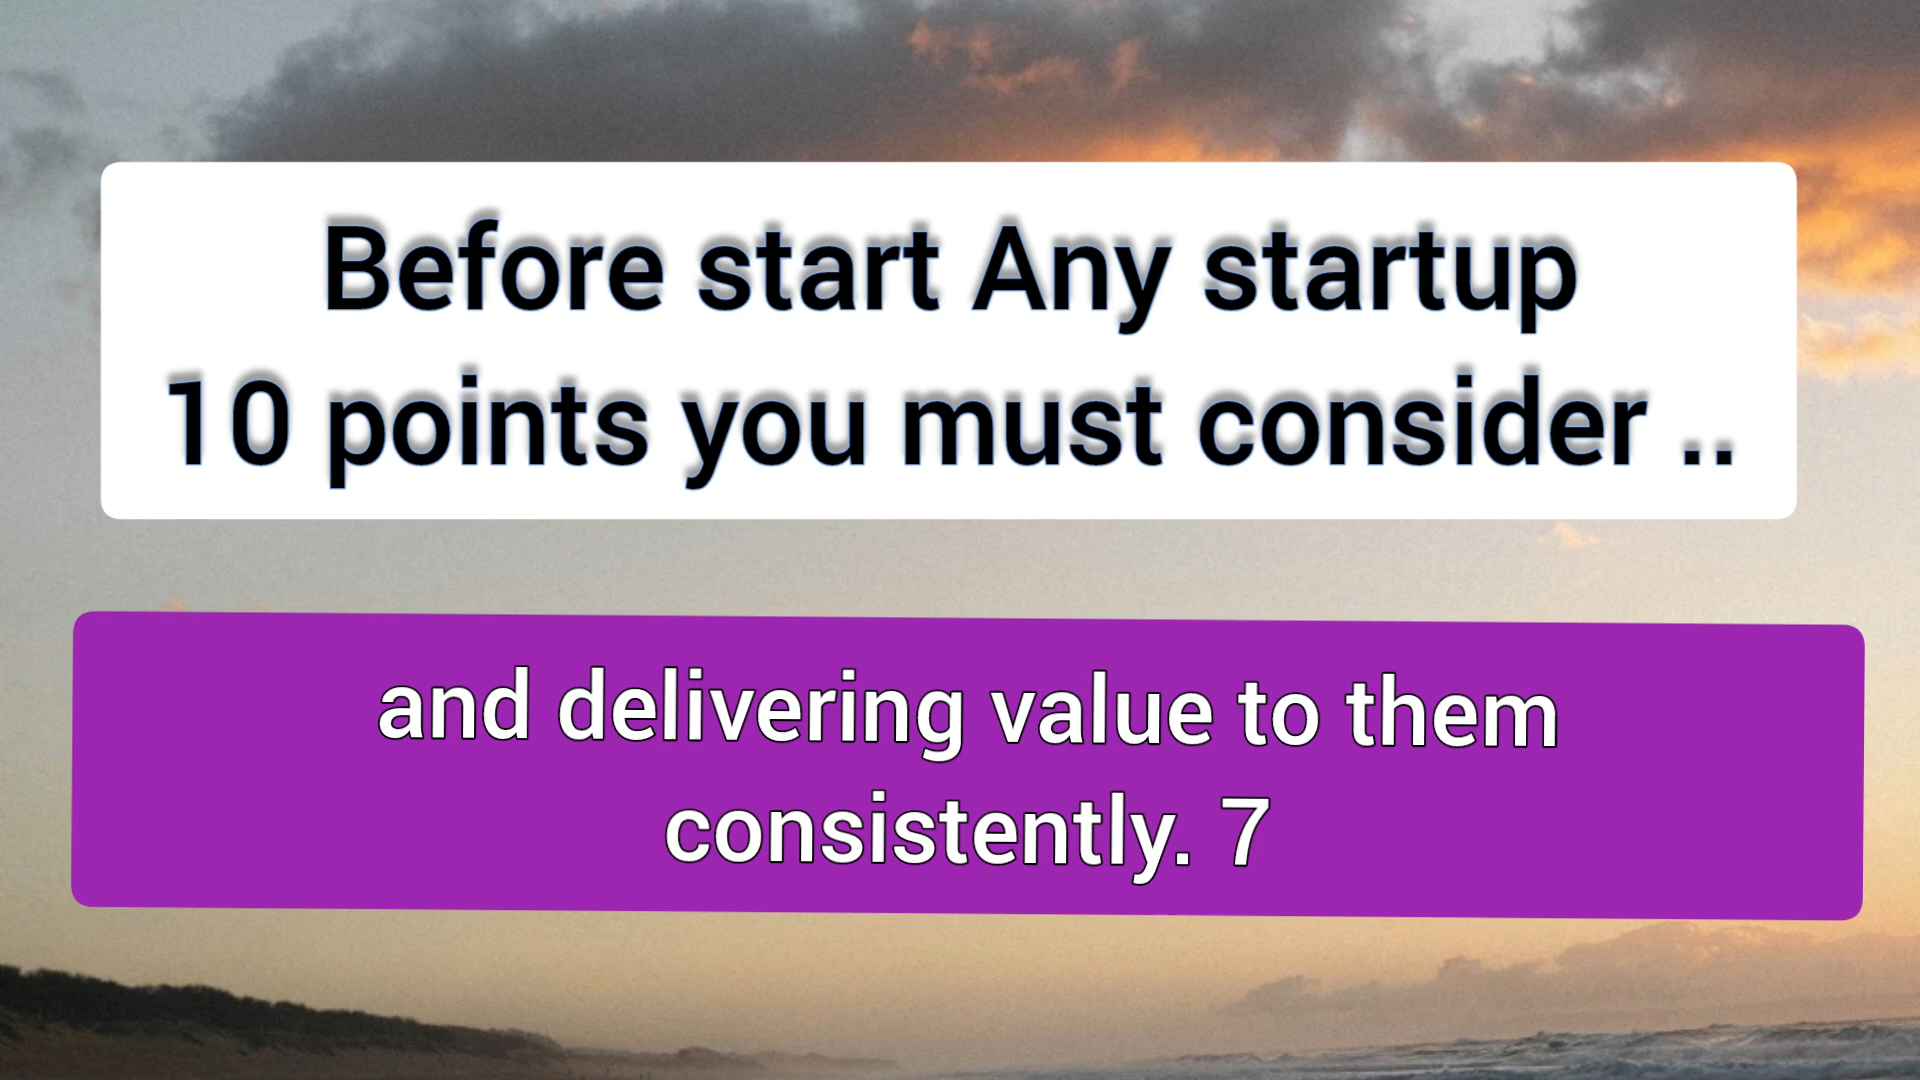 Before start Any startup
10 points you must consider ..
and delivering value to them
consistently. 7